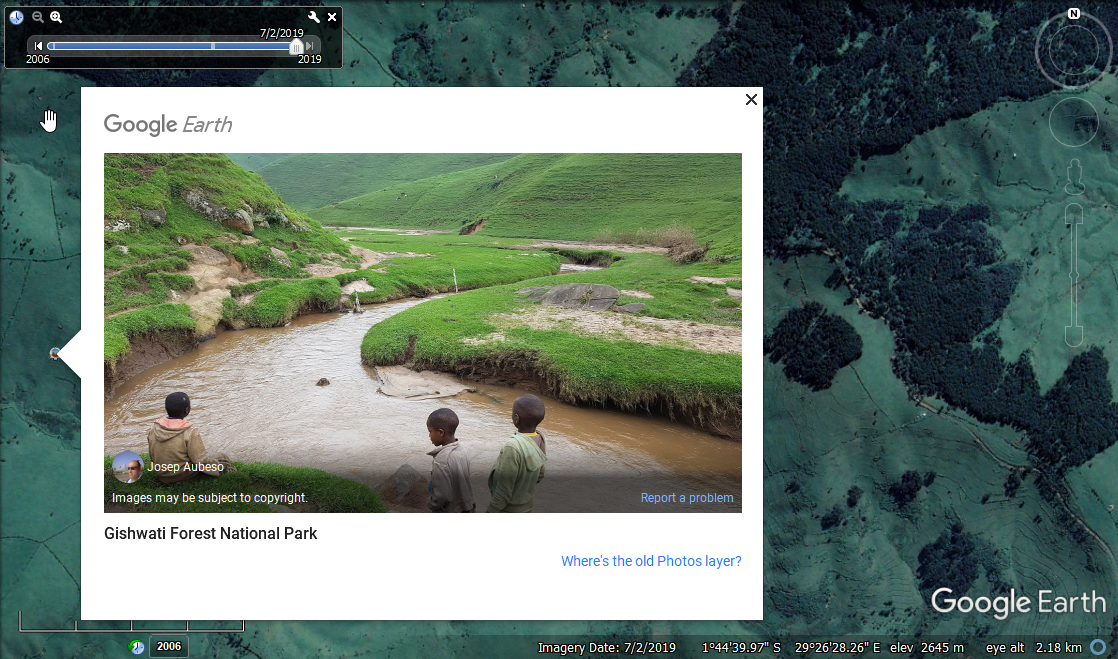 7/2/2019
2006
2019
N
Google Earth
Josep Aubeso
Images may be subject to copyright.
Report a problem
Gishwati Forest National Park
Where's the old Photos layer?
Google Earth
2006
Imagery Date: 7/2/2019 1°44'39.97" S 29°26'28.26" E elev 2645 m eye alt 2.18 km